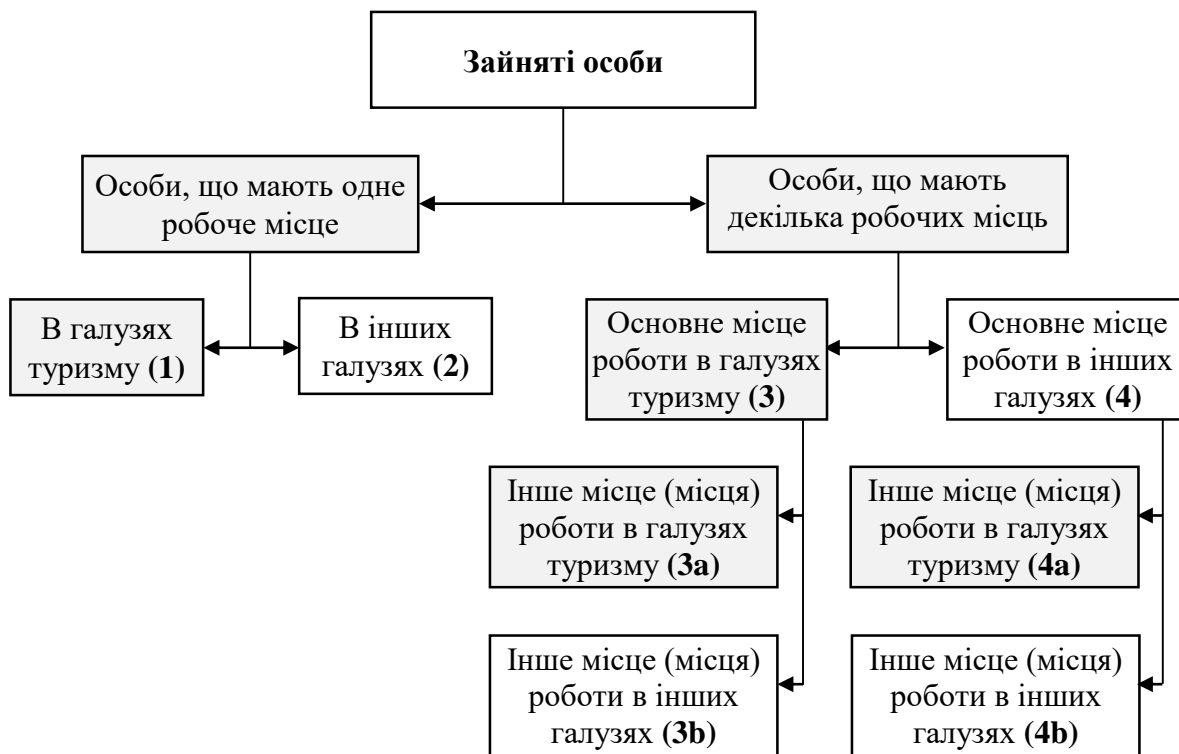 Зайняті особи
Особи, що мають одне
робоче місце
Особи, що мають
декілька робочих місць
В галузях
туризму (1)
В інших
галузях (2)
Основне місце
роботи в галузях
туризму (3)
Основне місце
роботи в інших
галузях (4)
Інше місце (місця)
роботи в галузях
туризму (3a)
Інше місце (місця)
роботи в галузях
туризму (4a)
Інше місце (місця)
роботи в інших
галузях (3b)
Інше місце (місця)
роботи в інших
галузях (4b)